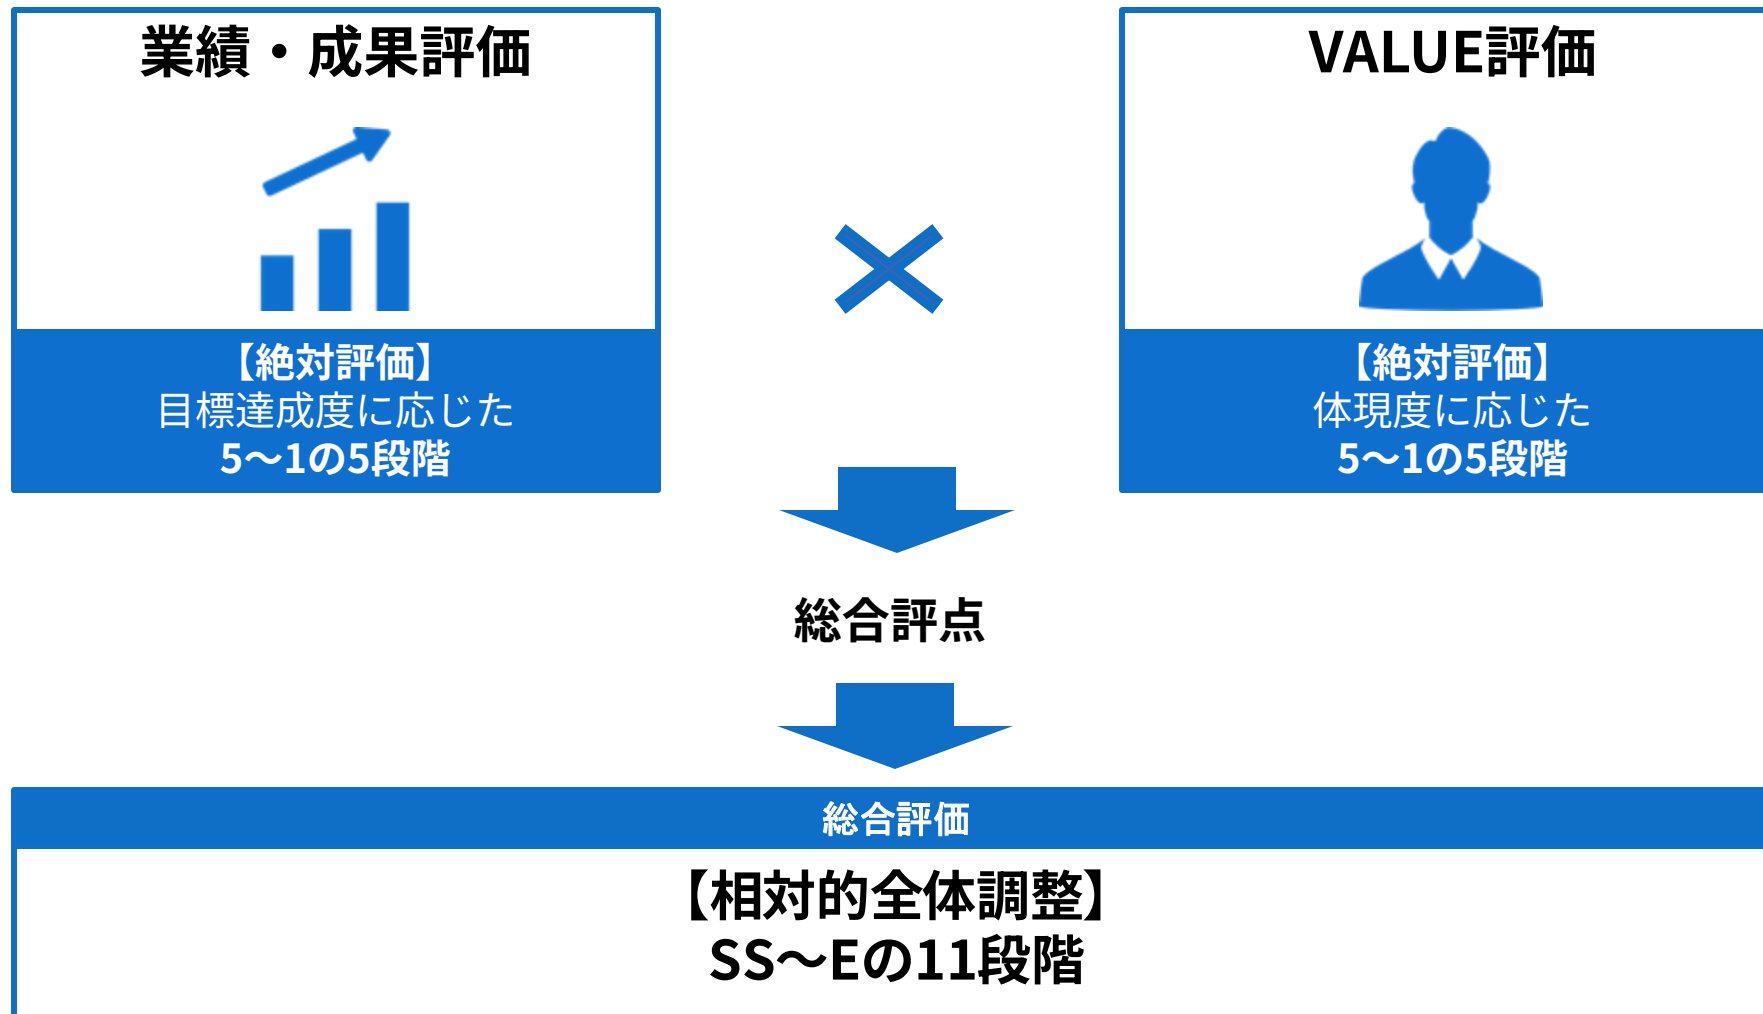 業績・成果評価
【絶対評価】
目標達成度に応じた
5～1の5段階
VALUE評価
【絶対評価】
体現度に応じた
5～1の5段階
総合評点
総合評価
【相対的全体調整】
SS～Eの11段階